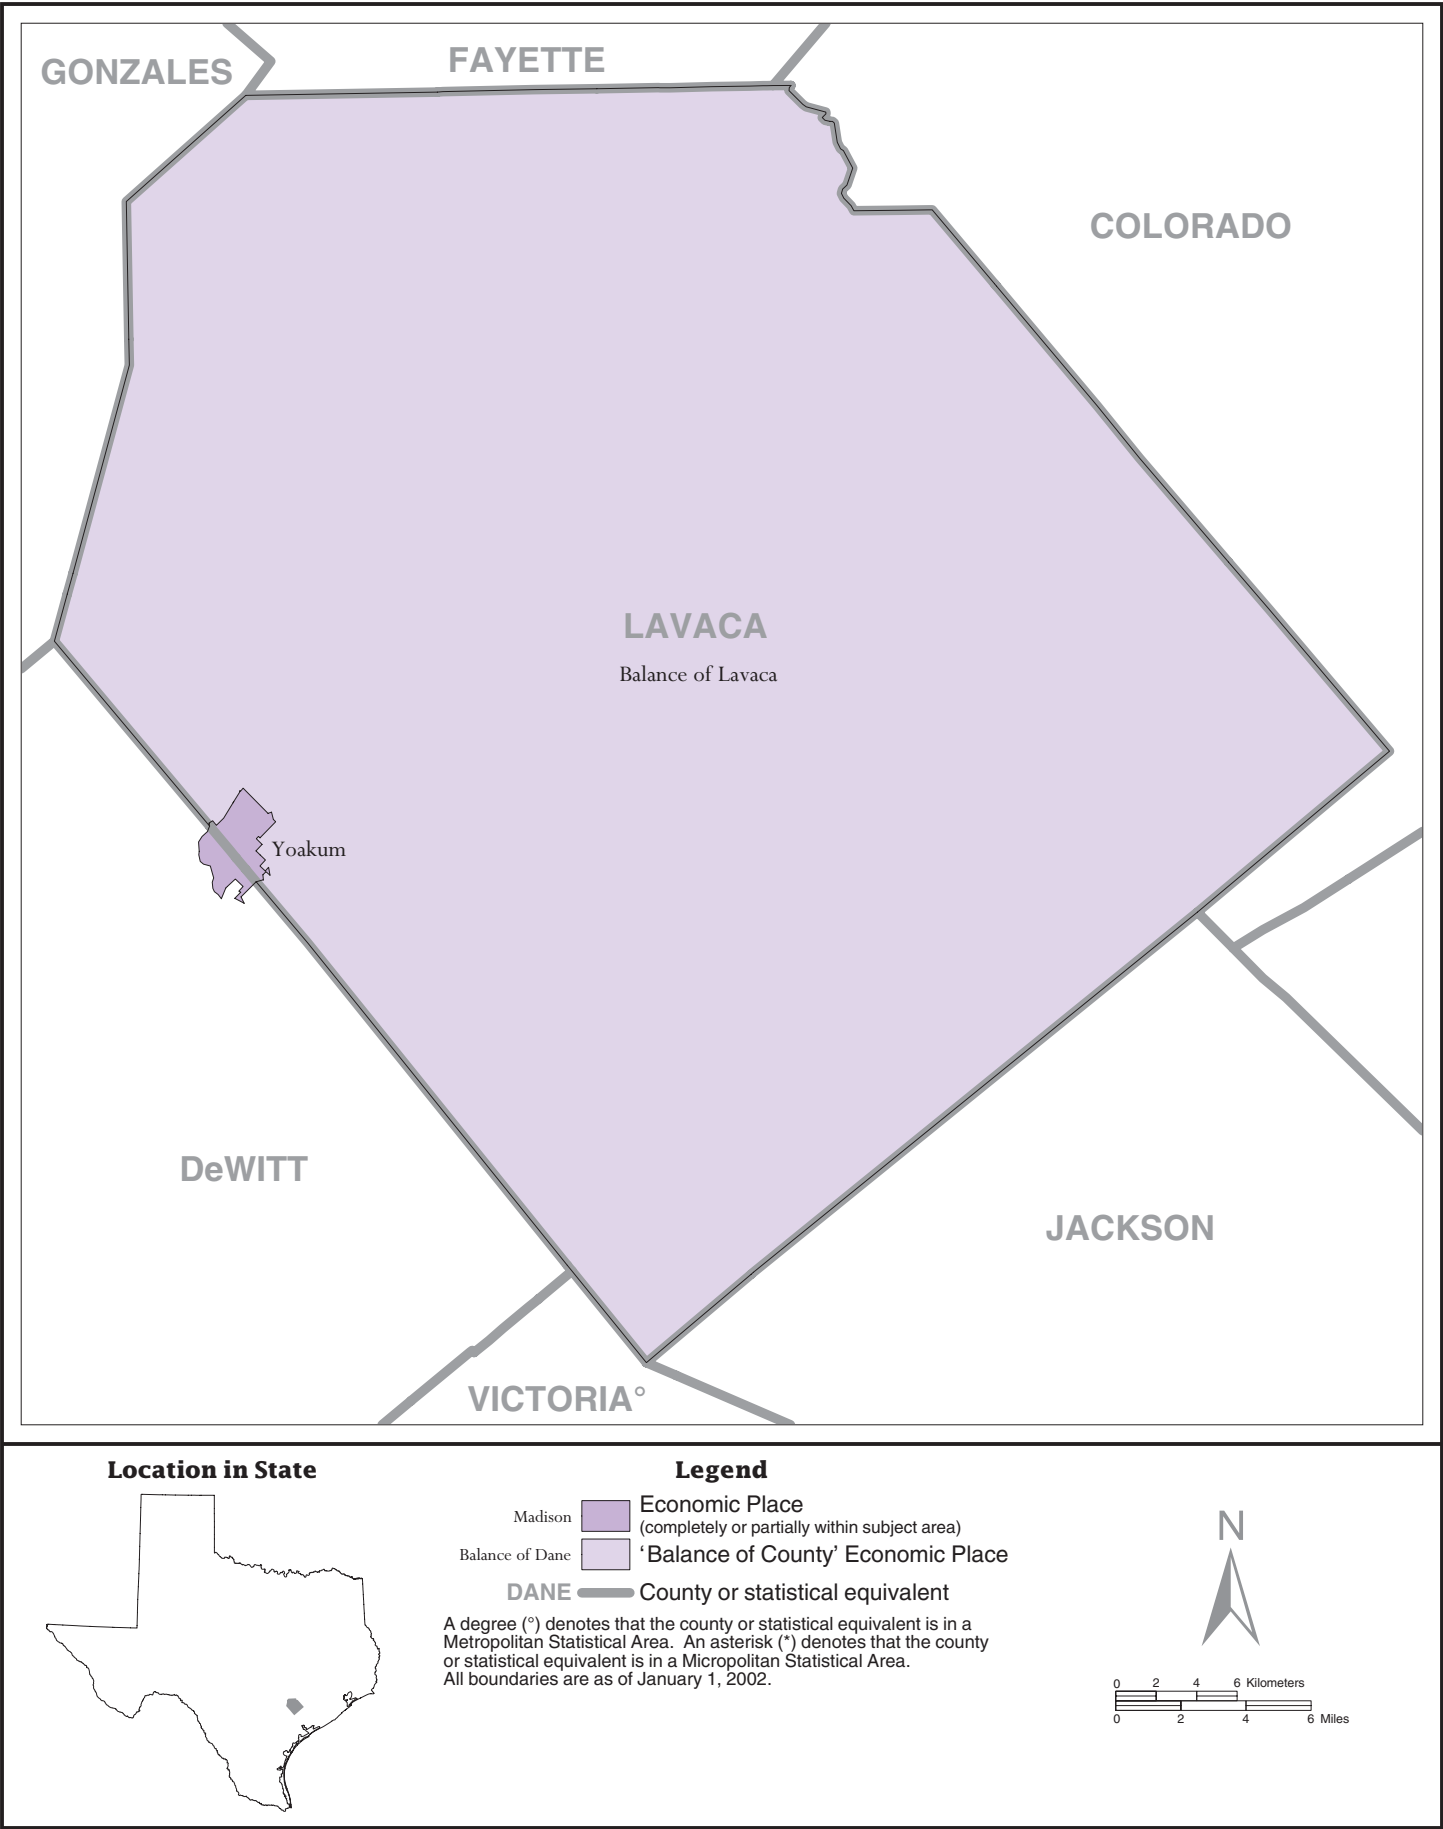 GONZALES
FAYETTE
COLORADO
LAVACA
Balance of Lavaca
Yoakum
DeWITT
JACKSON
VICTORIA°
Location in State
Legend
Madison
Economic Place
(completely or partially within subject area)
Balance of Dane
‘Balance of County’ Economic Place
DANE
County or statistical equivalent
A degree (°) denotes that the county or statistical equivalent is in a
Metropolitan Statistical Area.  An asterisk (*) denotes that the county
or statistical equivalent is in a Micropolitan Statistical Area.
All boundaries are as of January 1, 2002.
N
0 2 4 6 Kilometers
0 2 4 6 Miles